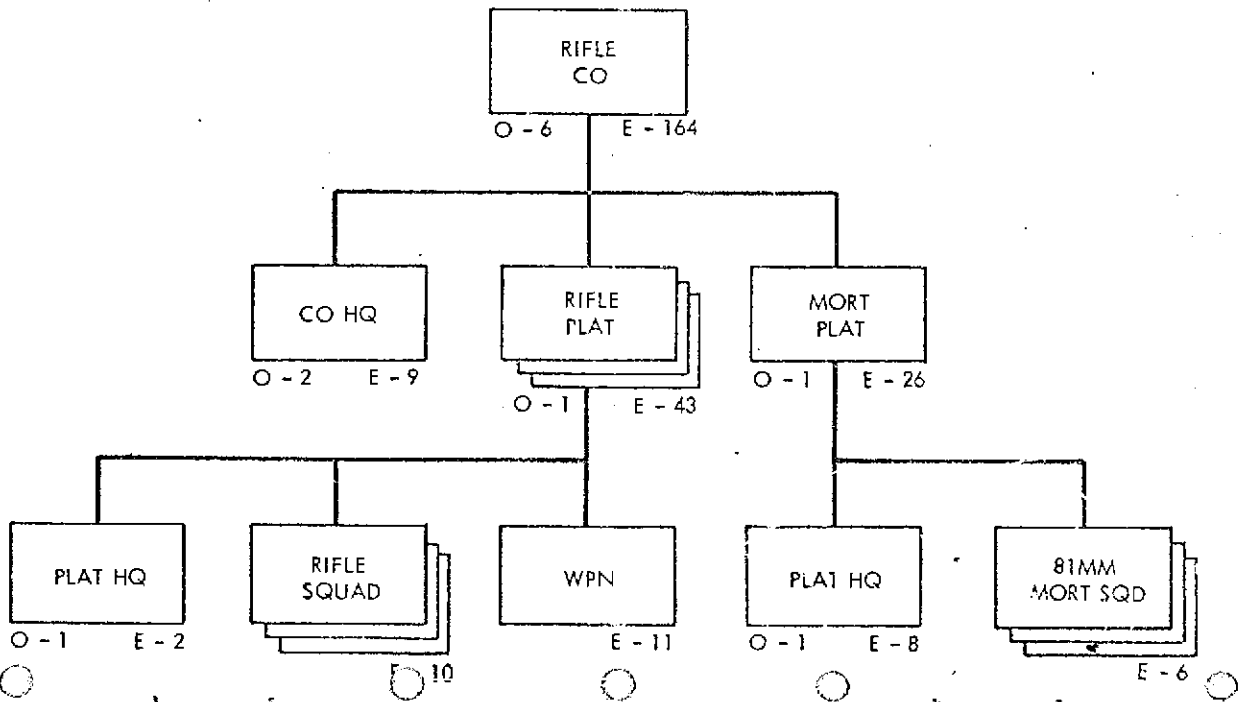 RIFLE
CO
O - 6 E - 164
CO HQ
O - 2 E - 9
RIFLE
PLAT
O - 1 E - 43
MORT
PLAT
O - 1 E - 26
PLAT HQ
O - 1 E - 2
RIFLE
SQUAD
E - 10
WPN
E - 11
PLAT HQ
O - 1 E - 8
81MM
MORT SQD
E - 6